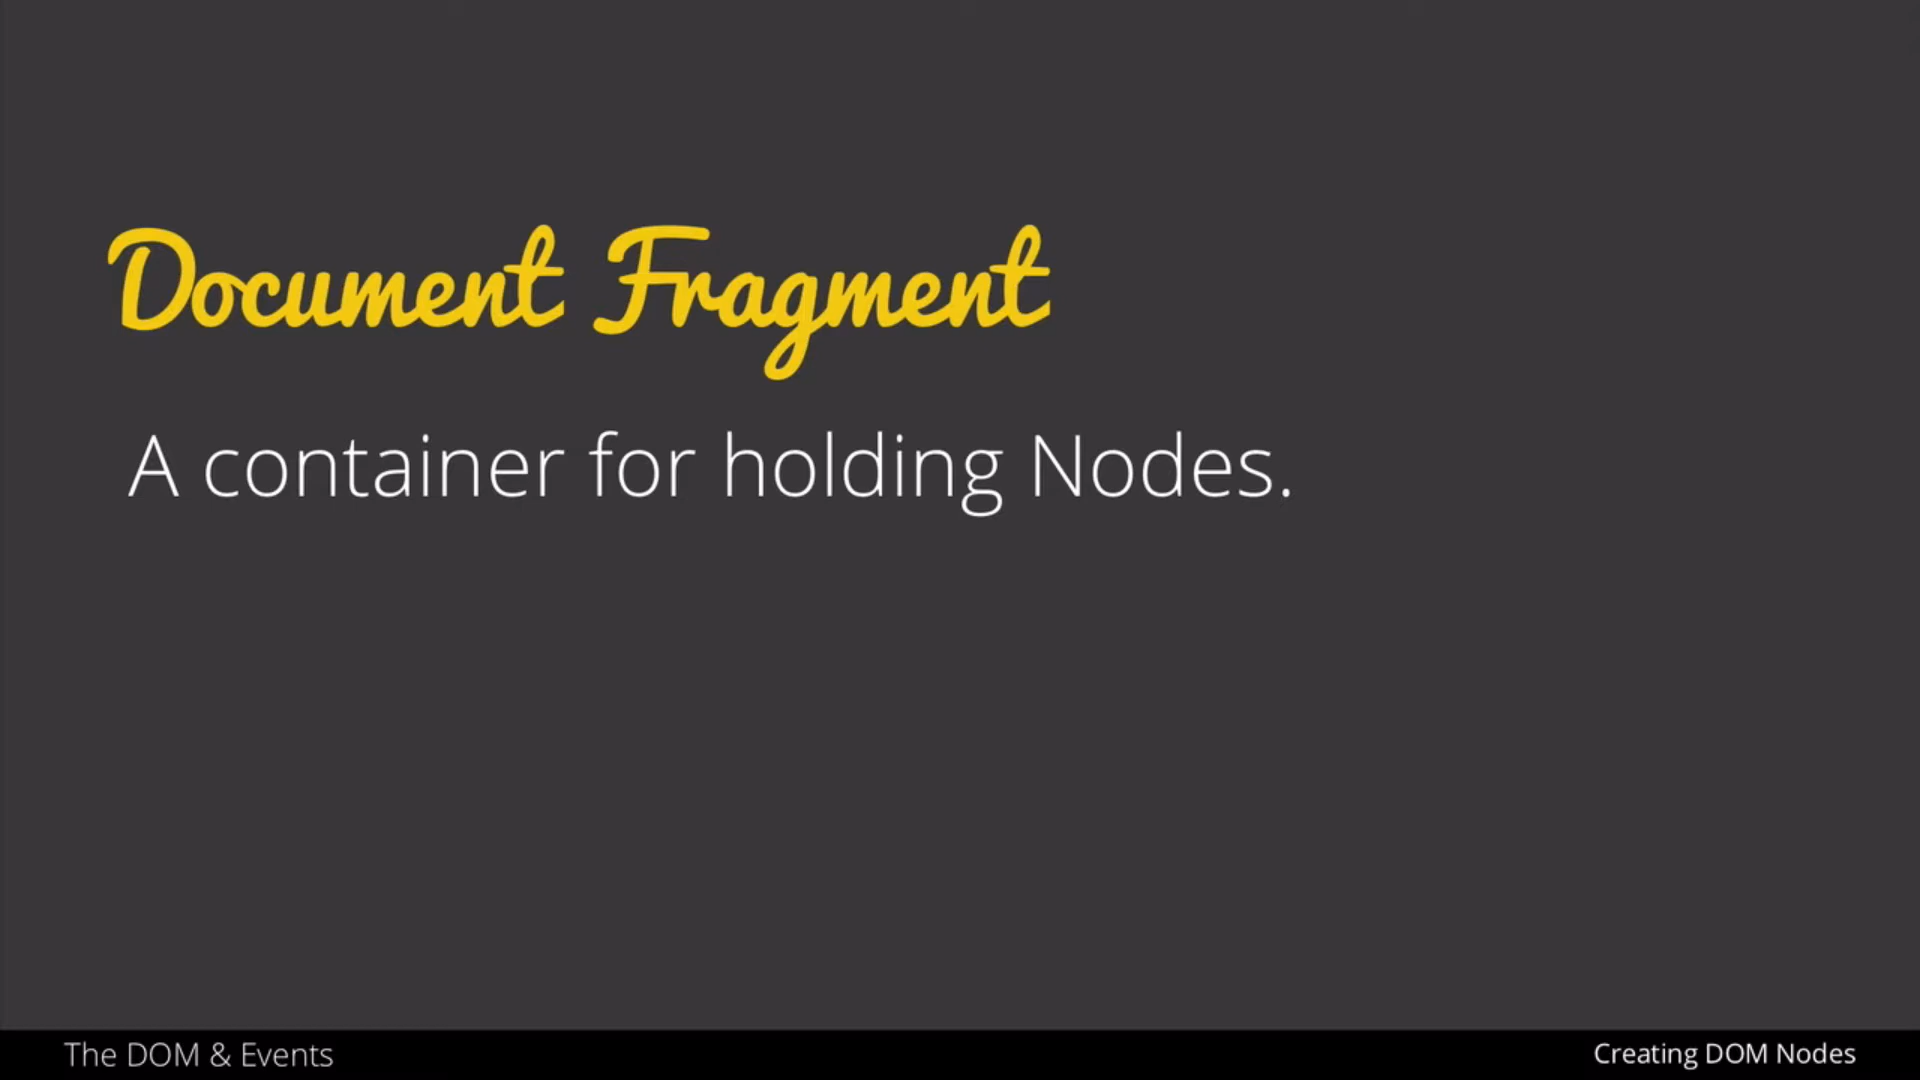 Document Fragment
A container for holding Nodes.
The DOM & Events
Creating DOM Nodes